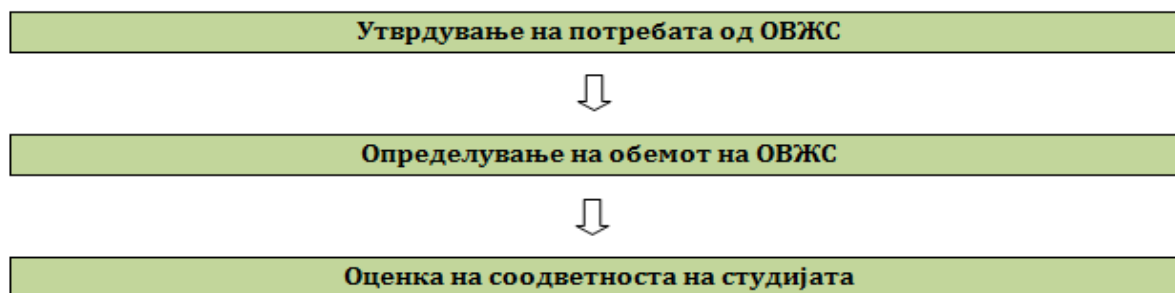 Утврдување на потребата од ОВЖС
Определување на обемот на ОВЖС
Оценка на соодветноста на студијата